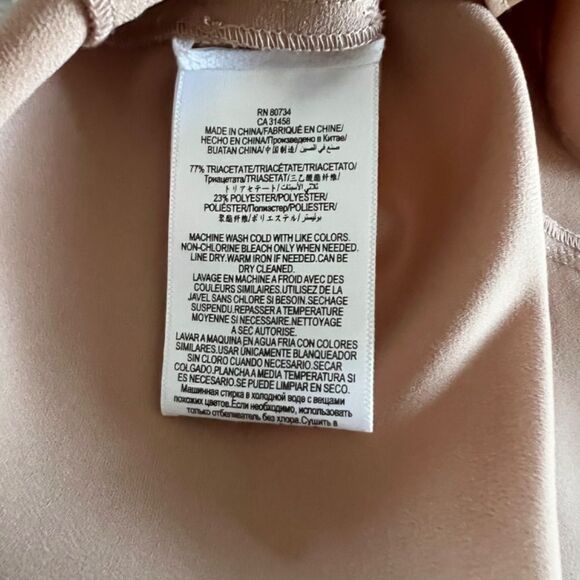 RN 80734
CA 31458
MADE IN CHINA/FABRIQUÉ EN CHINE/
HECHO EN CHINA/Произведено в Китае/
BUATAN CHINA/中国制造/صنع في الصين
77% TRIACETATE/TRIACÉTATE/TRIACETATO/
Триацетата/TRIASETAT/三乙酸酯纤维/
トリアセテート/ثلاثي الأسيتات/
23% POLYESTER/POLYESTER/
POLIÉSTER/Полиэстер/POLIESTER/
聚酯纤维/ポリエステル/بوليستر
MACHINE WASH COLD WITH LIKE COLORS.
NON-CHLORINE BLEACH ONLY WHEN NEEDED.
LINE DRY.WARM IRON IF NEEDED.CAN BE
DRY CLEANED.
LAVAGE EN MACHINE A FROID AVEC DES
COULEURS SIMILAIRES.UTILISEZ DE LA
JAVEL SANS CHLORE SI BESOIN.SECHAGE
SUSPENDU.REPASSER A TEMPERATURE
MOYENNE SI NECESSAIRE.NETTOYAGE
A SEC AUTORISE.
LAVAR A MAQUINA EN AGUA FRIA CON COLORES
SIMILARES.USAR ÚNICAMENTE BLANQUEADOR
SIN CLORO CUANDO NECESARIO.SECAR
COLGADO.PLANCHA A MEDIA TEMPERATURA SI
ES NECESARIO.SE PUEDE LIMPIAR EN SECO.
Машинная стирка в холодной воде с вещами
похожих цветов.Если необходимо, использовать
только отбеливатель без хлора.Сушить в